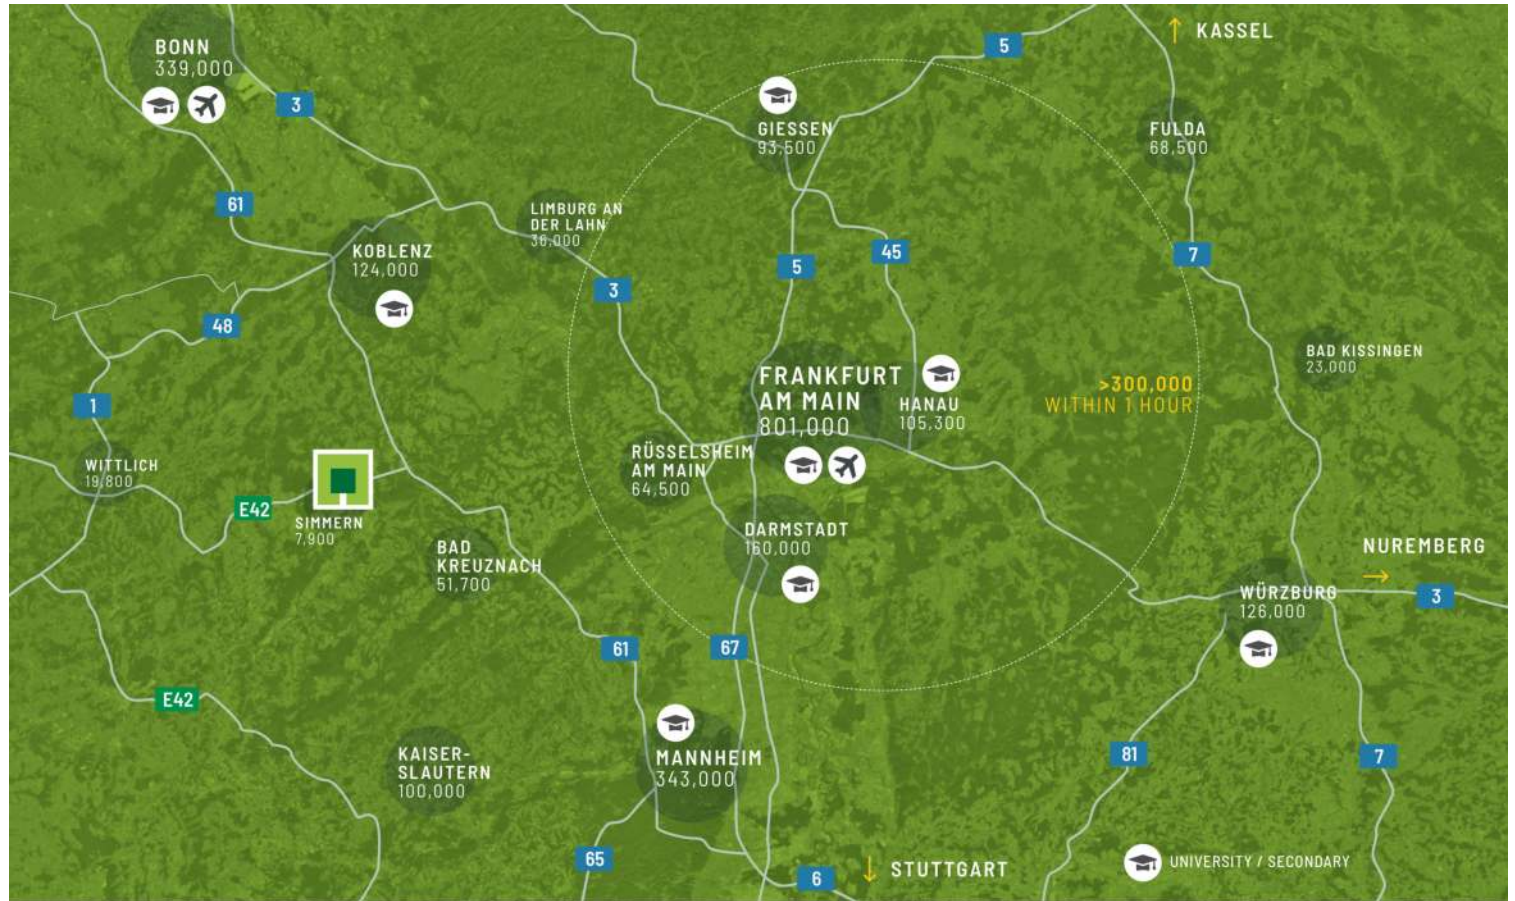 KASSEL
5
BONN
339,000
3
GIESSEN
93,500
FULDA
68,500
61
LIMBURG AN
DER LAHN
36,000
KOBLENZ
124,000
45
7
5
3
48
BAD KISSINGEN
23,000
FRANKFURT
AM MAIN
801,000
HANAU
105,300
>300,000
WITHIN 1 HOUR
1
WITTLICH
19,800
RÜSSELSHEIM
AM MAIN
64,500
E42
SIMMERN
7,900
DARMSTADT
160,000
BAD
KREUZNACH
51,700
NUREMBERG
3
WÜRZBURG
126,000
61
67
E42
KAISER-
SLAUTERN
100,000
MANNHEIM
343,000
81
7
65
6
STUTTGART
UNIVERSITY / SECONDARY